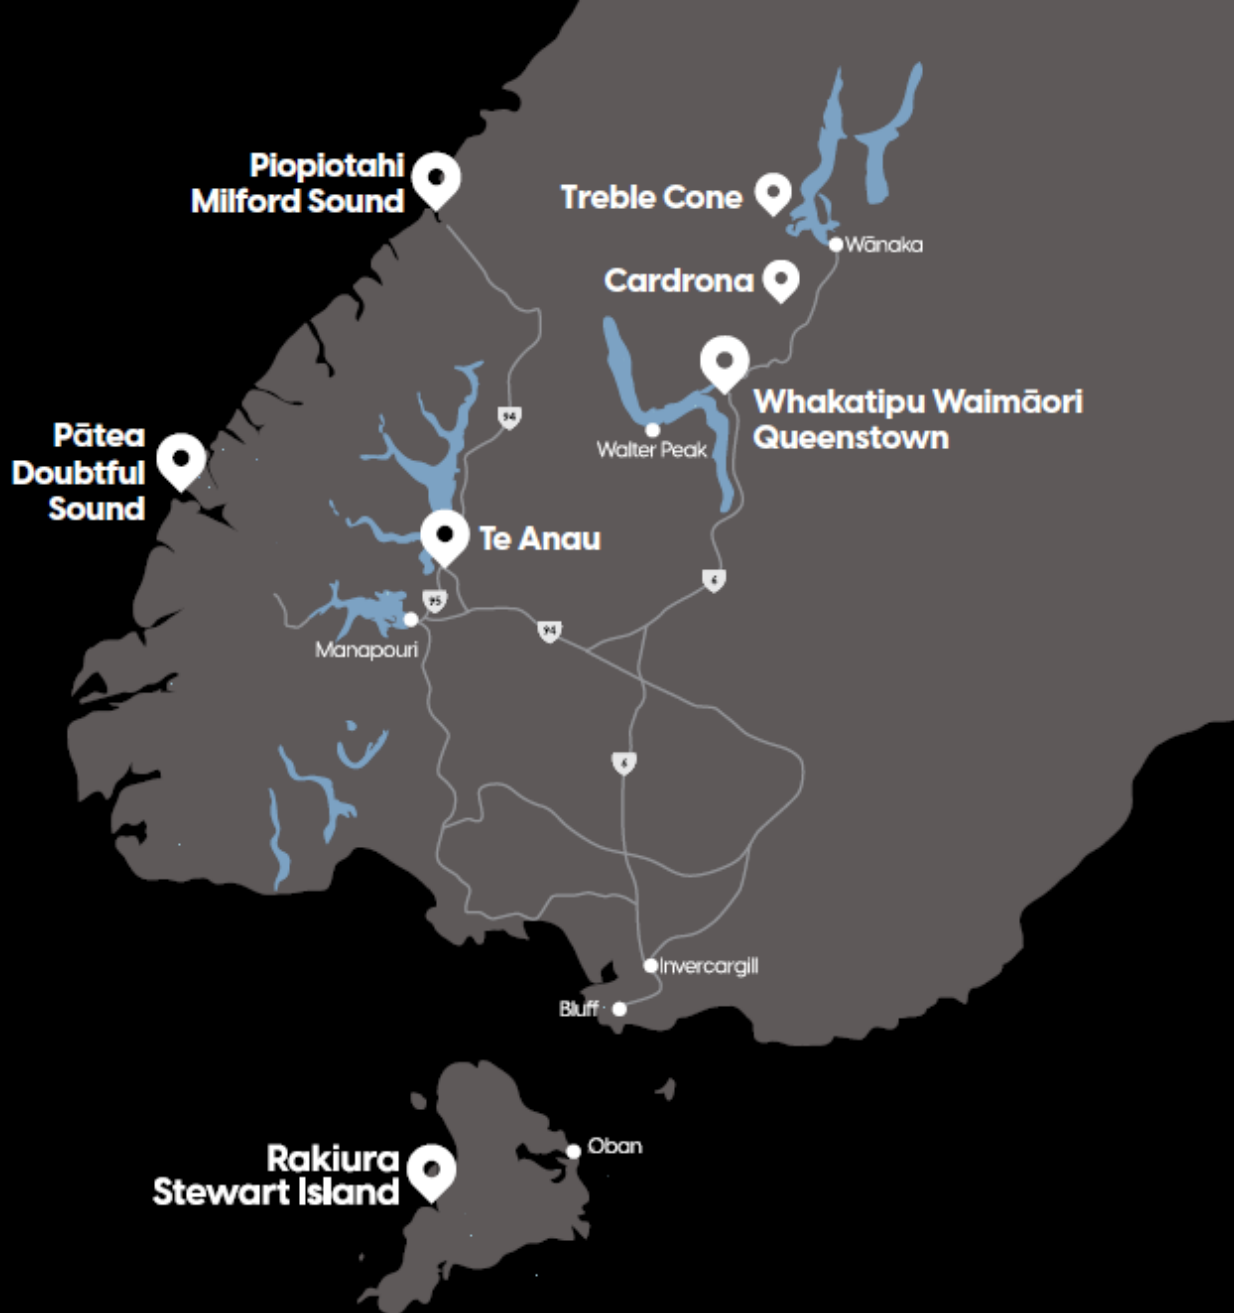 Piopiotahi
Milford Sound
Treble Cone
Wānaka
Cardrona
Whakatipu Waimāori
Queenstown
94
Pātea
Doubtful
Sound
Walter Peak
Te Anau
6
95
94
Manapouri
6
Invercargill
Bluff
Oban
Rakiura
Stewart Island